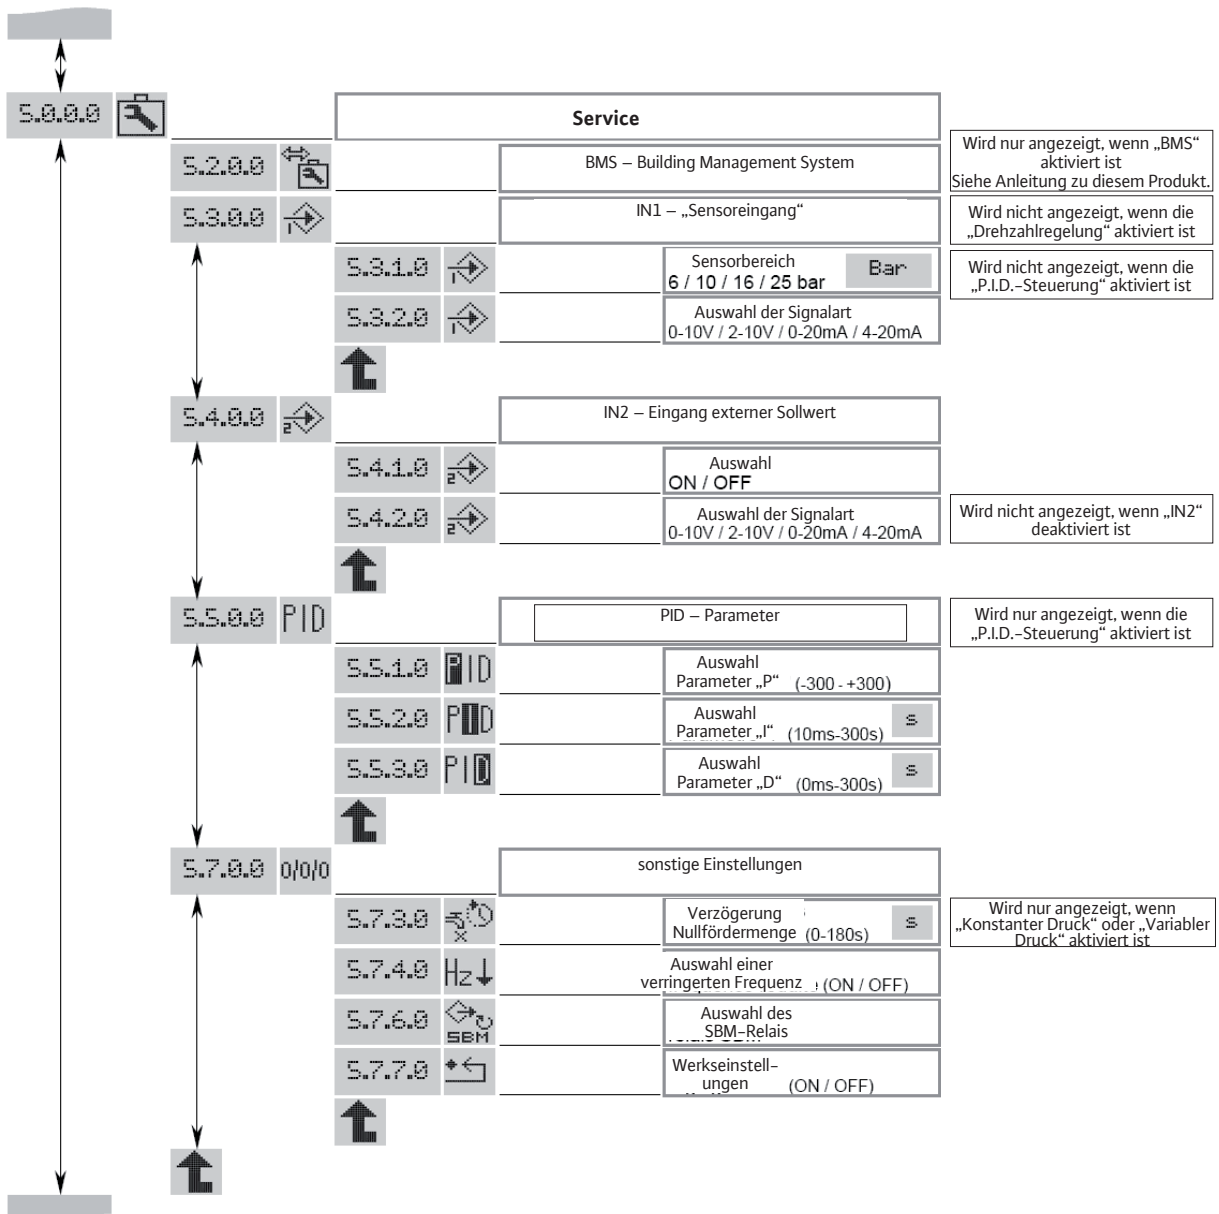 5.0.0.0
Service
5.2.0.0
BMS – Building Management System
Wird nur angezeigt, wenn „BMS“
aktiviert ist
Siehe Anleitung zu diesem Produkt.
5.3.0.0
1
IN1 – „Sensoreingang“
Wird nicht angezeigt, wenn die
„Drehzahlregelung“ aktiviert ist
5.3.1.0
1
Sensorbereich
6 / 10 / 16 / 25 bar
Bar
Wird nicht angezeigt, wenn die
„P.I.D.-Steuerung“ aktiviert ist
5.3.2.0
1
Auswahl der Signalart
0-10V / 2-10V / 0-20mA / 4-20mA
5.4.0.0
2
IN2 – Eingang externer Sollwert
5.4.1.0
2
Auswahl
ON / OFF
5.4.2.0
2
Auswahl der Signalart
0-10V / 2-10V / 0-20mA / 4-20mA
Wird nicht angezeigt, wenn „IN2“
deaktiviert ist
5.5.0.0
PID
PID – Parameter
Wird nur angezeigt, wenn die
„P.I.D.-Steuerung“ aktiviert ist
5.5.1.0
PID
Auswahl
Parameter „P“ (-300 - +300)
5.5.2.0
PID
Auswahl
Parameter „I“ (10ms-300s)
s
5.5.3.0
PID
Auswahl
Parameter „D“ (0ms-300s)
s
5.7.0.0
0/0/0
sonstige Einstellungen
5.7.3.0
X
Verzögerung
Nullfördermenge (0-180s)
s
Wird nur angezeigt, wenn
„Konstanter Druck“ oder „Variabler
Druck“ aktiviert ist
5.7.4.0
Hz
Auswahl einer
verringerten Frequenz (ON / OFF)
5.7.6.0
SBM
Auswahl des
SBM-Relais
5.7.7.0
Werkseinstell-
ungen (ON / OFF)